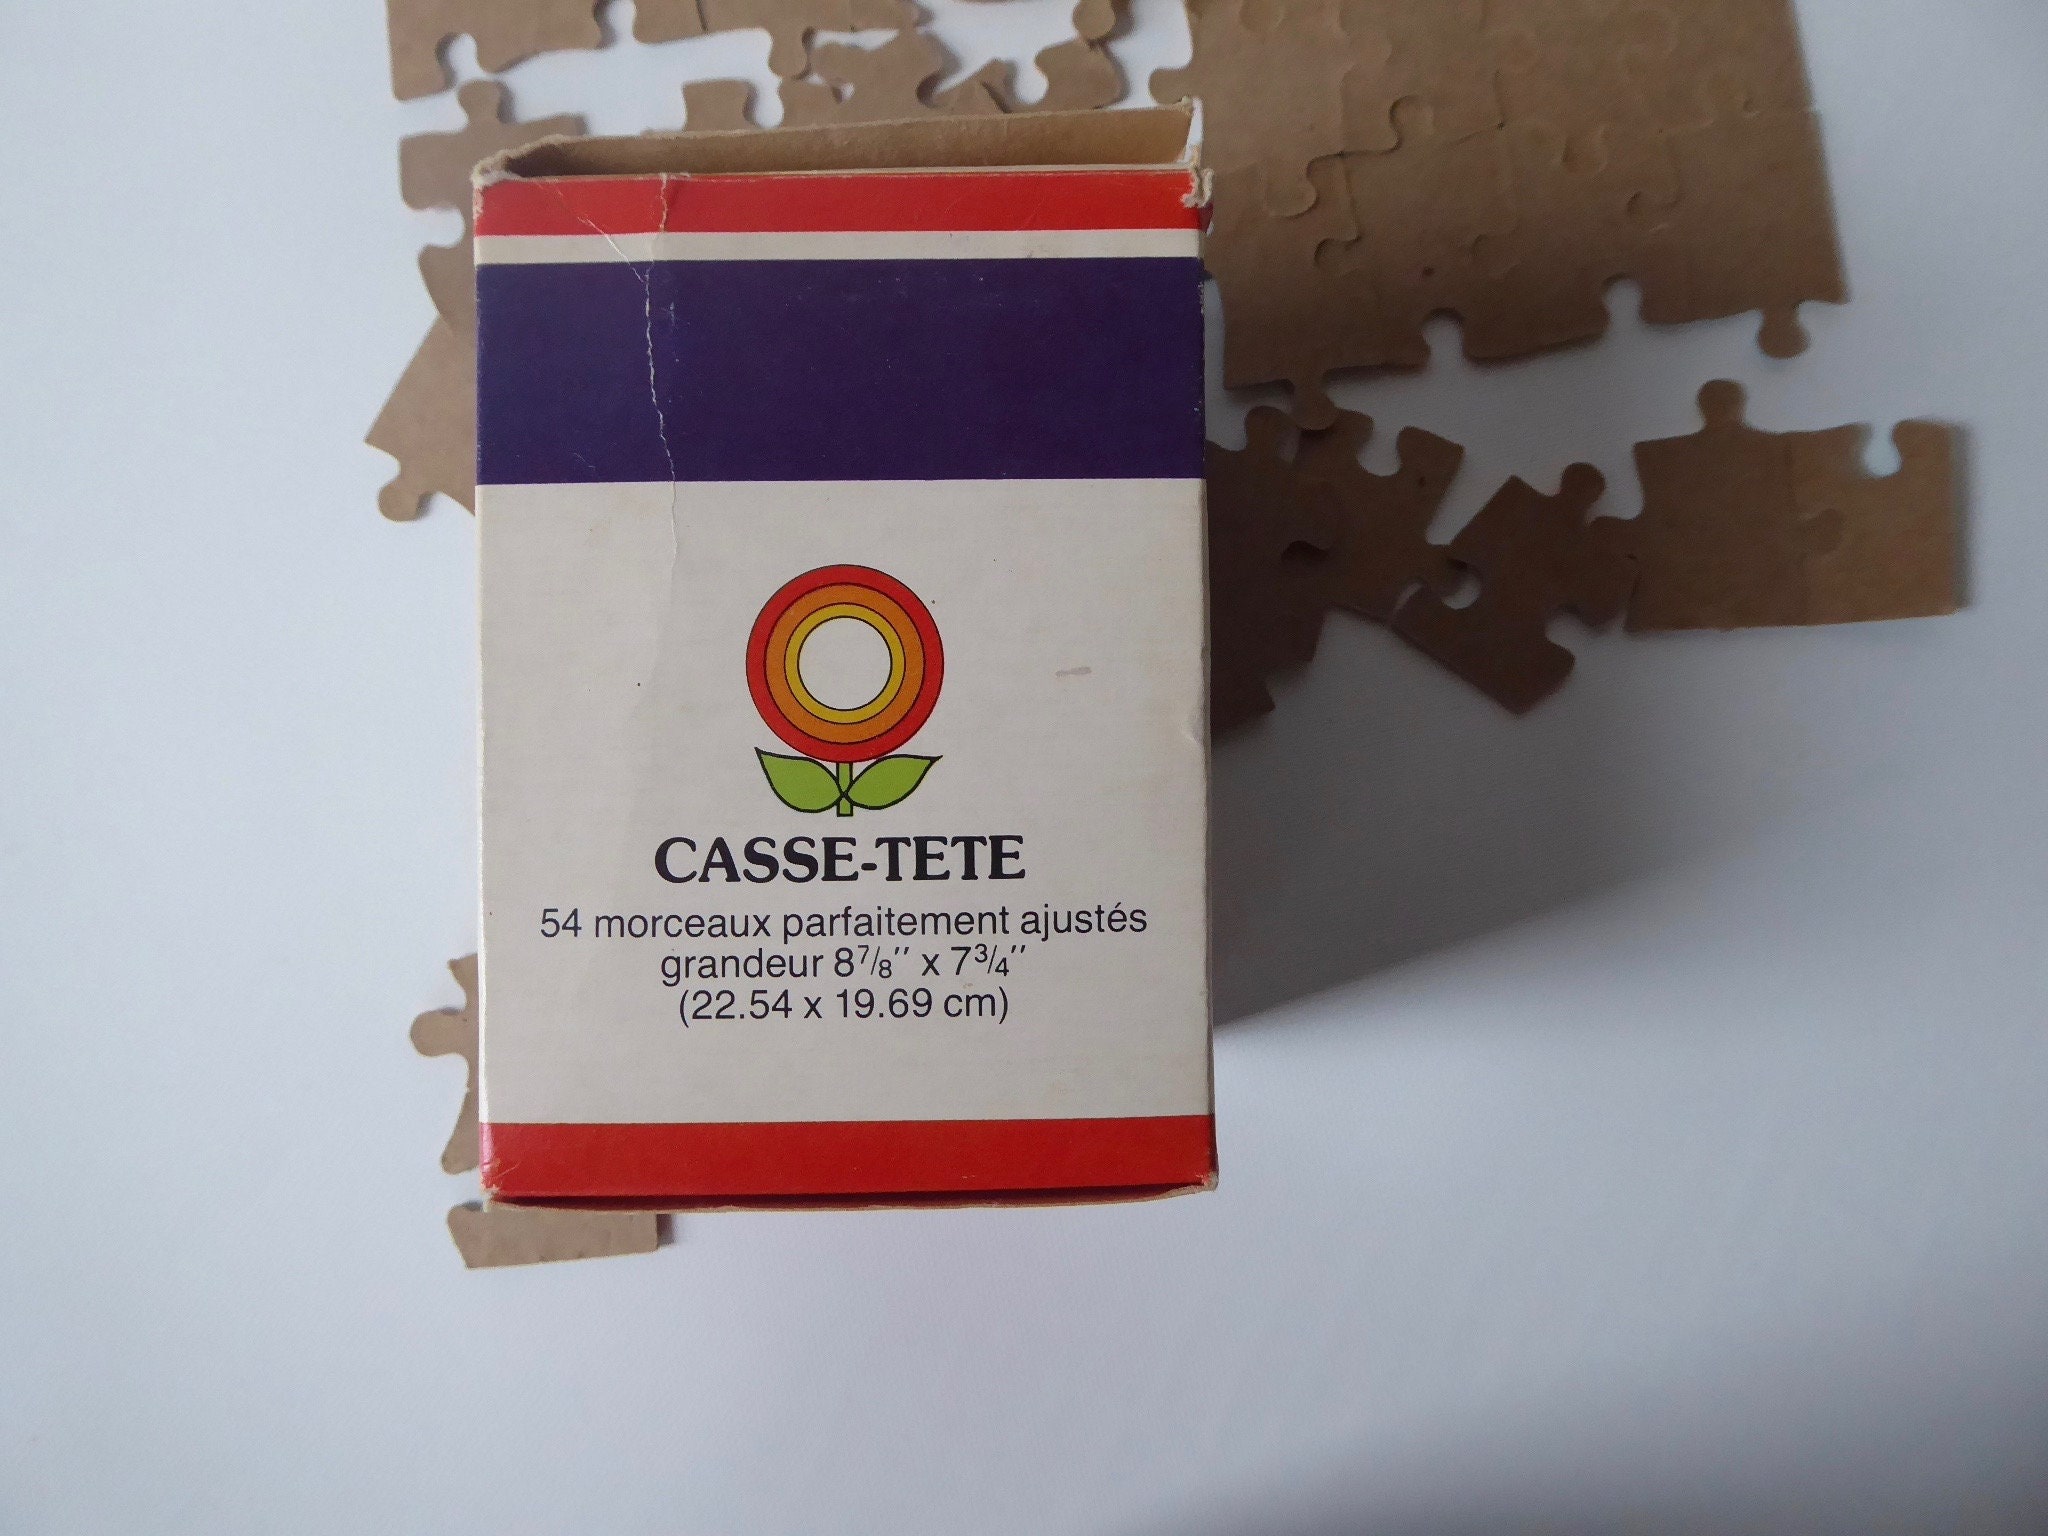 CASSE-TETE
54 morceaux parfaitement ajustés
grandeur 8⅞" x 7¾"
(22.54 x 19.69 cm)